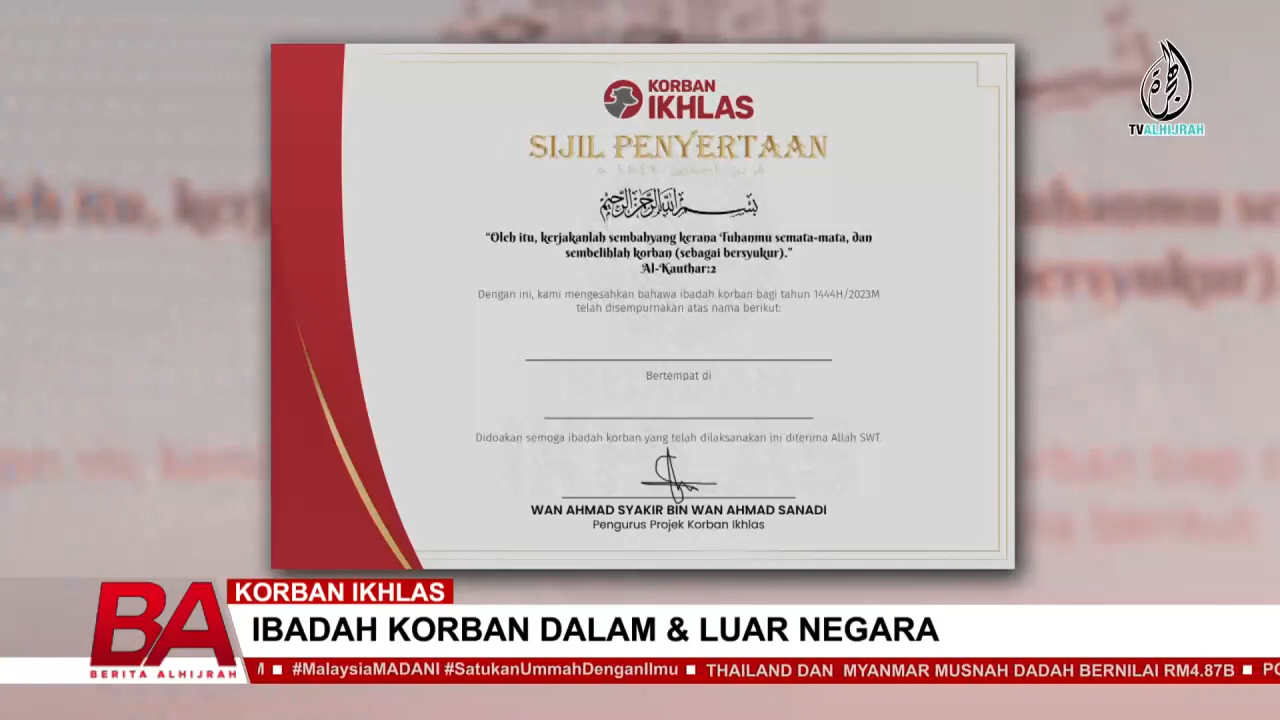 KORBAN
IKHLAS
SIJIL PENYERTAAN
بسم الله الرحمن الرحيم
“Oleh itu, kerjakanlah sembahyang kerana Tuhanmu semata-mata, dan
sembelihlah korban (sebagai bersyukur).”
Al-Kauthar:2
Dengan ini, kami mengesahkan bahawa ibadah korban bagi tahun 1444H/2023M
telah disempurnakan atas nama berikut:
Bertempat di
Didoakan semoga ibadah korban yang telah dilaksanakan ini diterima Allah SWT.
WAN AHMAD SYAKIR BIN WAN AHMAD SANADI
Pengurus Projek Korban Ikhlas
الهجرة
TVALHIJRAH
KORBAN IKHLAS
BA
IBADAH KORBAN DALAM & LUAR NEGARA
BERITA ALHIJRAH
#MalaysiaMADANI #SatukanUmmahDenganIlmu ■ THAILAND DAN MYANMAR MUSNAH DADAH BERNILAI RM4.87B ■